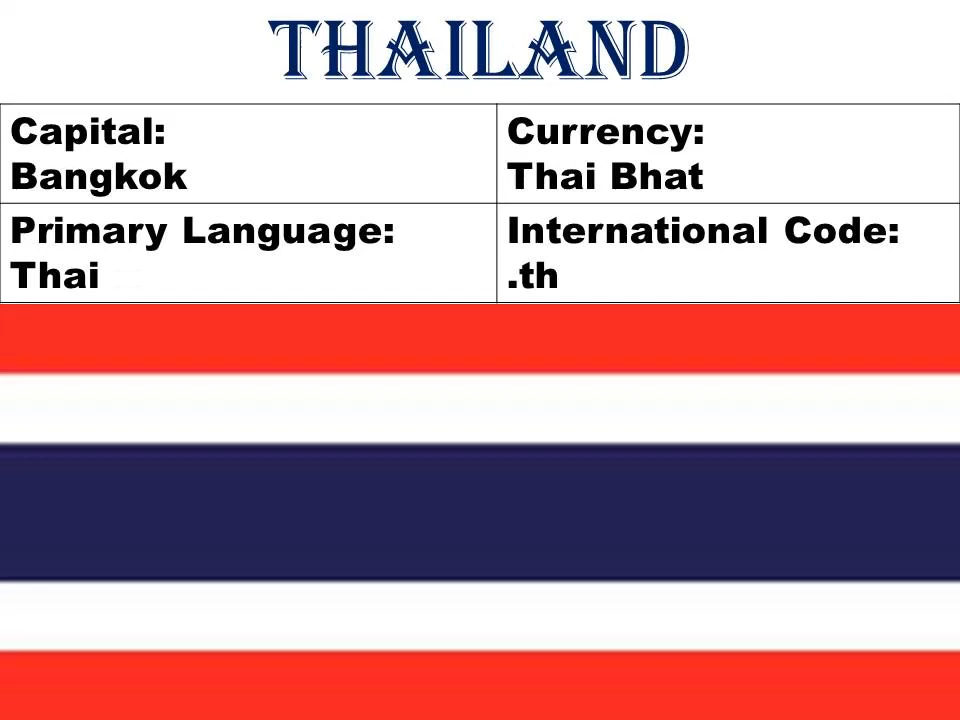 THAILAND
Capital:
Bangkok
Currency:
Thai Bhat
Primary Language:
Thai
International Code:
.th